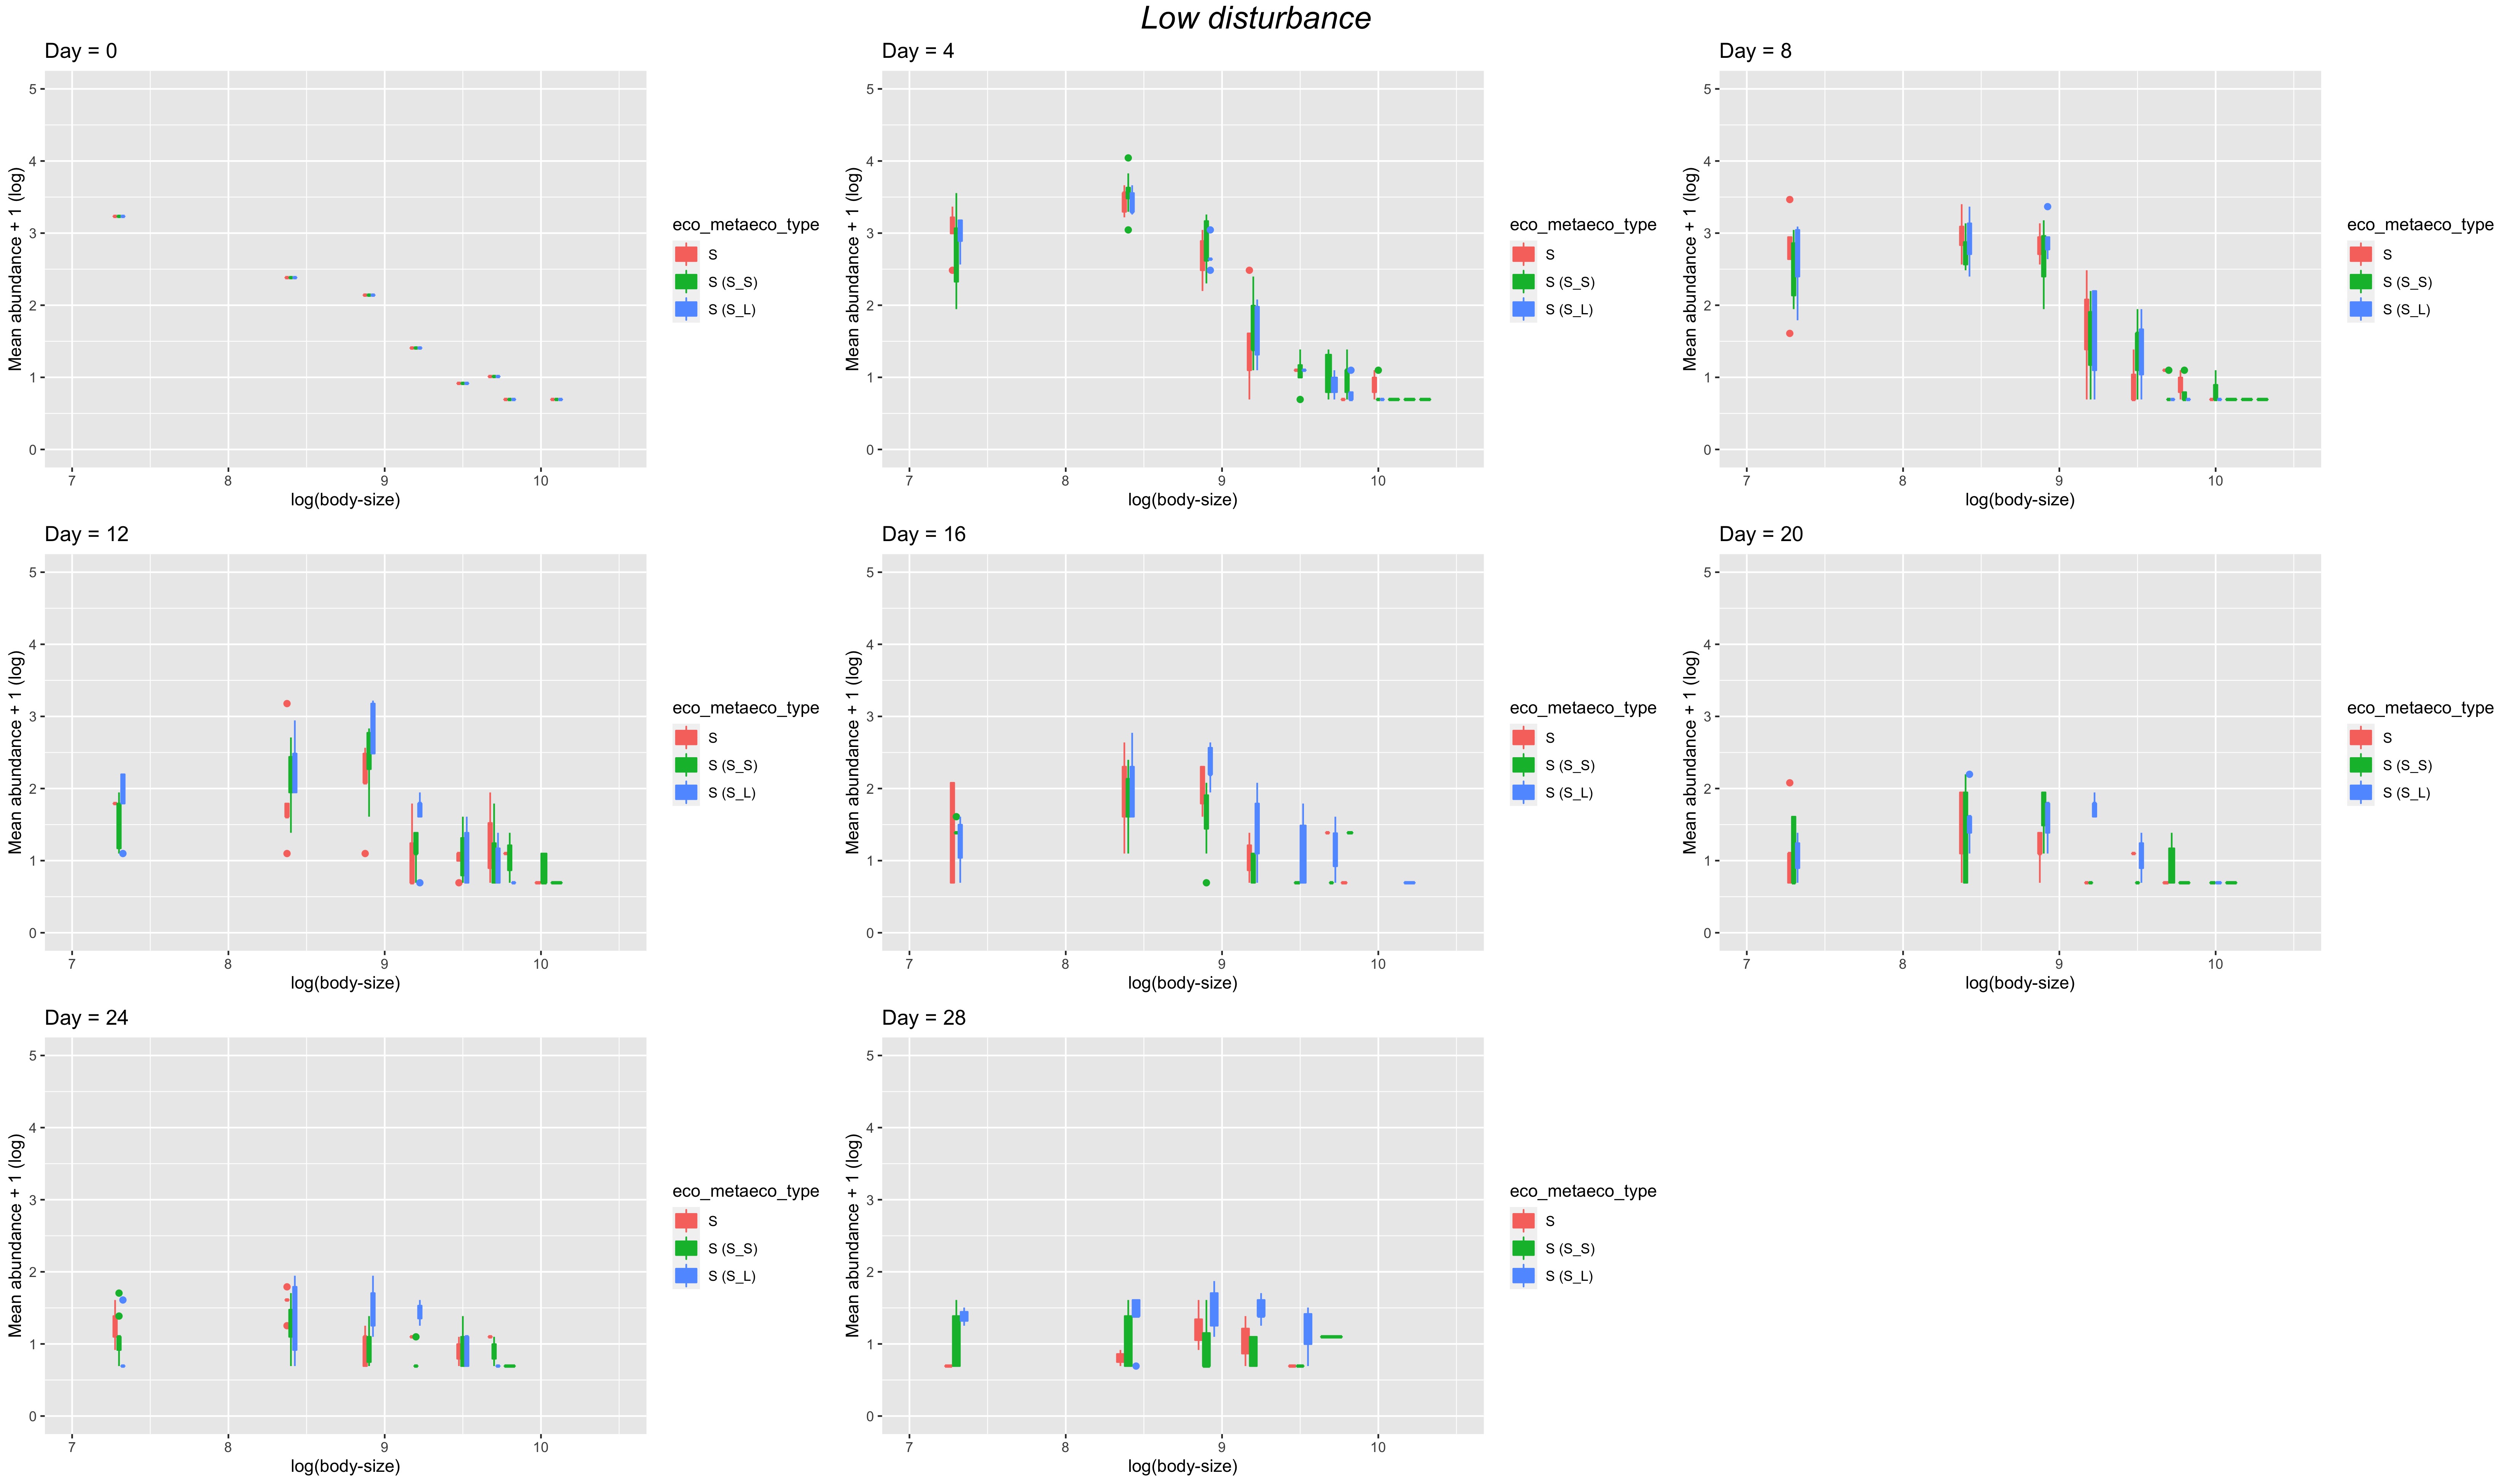 Low disturbance
Day = 0
5
4
3
2
1
0
Mean abundance + 1 (log)
7 8 9 10
log(body-size)
eco_metaeco_type
S
S (S_S)
S (S_L)
Day = 4
5
4
3
2
1
0
Mean abundance + 1 (log)
7 8 9 10
log(body-size)
eco_metaeco_type
S
S (S_S)
S (S_L)
Day = 8
5
4
3
2
1
0
Mean abundance + 1 (log)
7 8 9 10
log(body-size)
eco_metaeco_type
S
S (S_S)
S (S_L)
Day = 12
5
4
3
2
1
0
Mean abundance + 1 (log)
7 8 9 10
log(body-size)
eco_metaeco_type
S
S (S_S)
S (S_L)
Day = 16
5
4
3
2
1
0
Mean abundance + 1 (log)
7 8 9 10
log(body-size)
eco_metaeco_type
S
S (S_S)
S (S_L)
Day = 20
5
4
3
2
1
0
Mean abundance + 1 (log)
7 8 9 10
log(body-size)
eco_metaeco_type
S
S (S_S)
S (S_L)
Day = 24
5
4
3
2
1
0
Mean abundance + 1 (log)
7 8 9 10
log(body-size)
eco_metaeco_type
S
S (S_S)
S (S_L)
Day = 28
5
4
3
2
1
0
Mean abundance + 1 (log)
7 8 9 10
log(body-size)
eco_metaeco_type
S
S (S_S)
S (S_L)